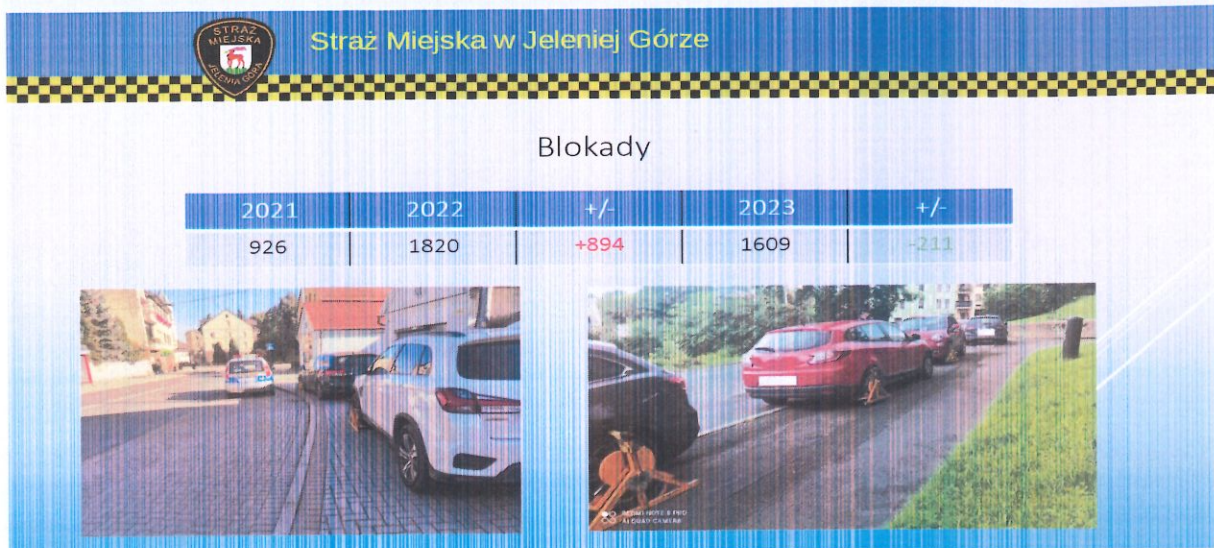 STRAŻ
MIEJSKA
JELENIA GÓRA
Straż Miejska w Jeleniej Górze
Blokady
2021 2022 +/- 2023 +/-
926 1820 +894 1609 -211
REDMI NOTE 8 PRO
AI QUAD CAMERA